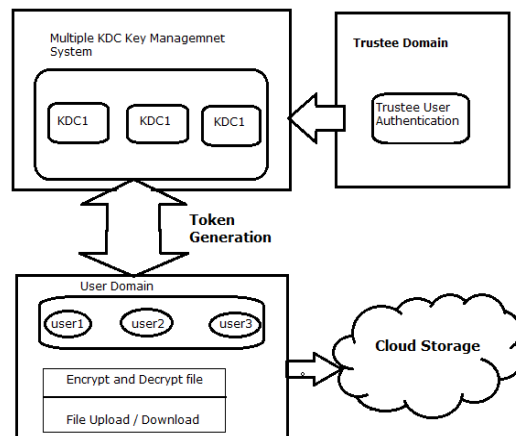 Multiple KDC Key Managemnet
System
KDC1
KDC1
KDC1
Trustee Domain
Trustee User
Authentication
Token
Generation
User Domain
user1
user2
user3
Encrypt and Decrypt file
File Upload / Download
Cloud Storage